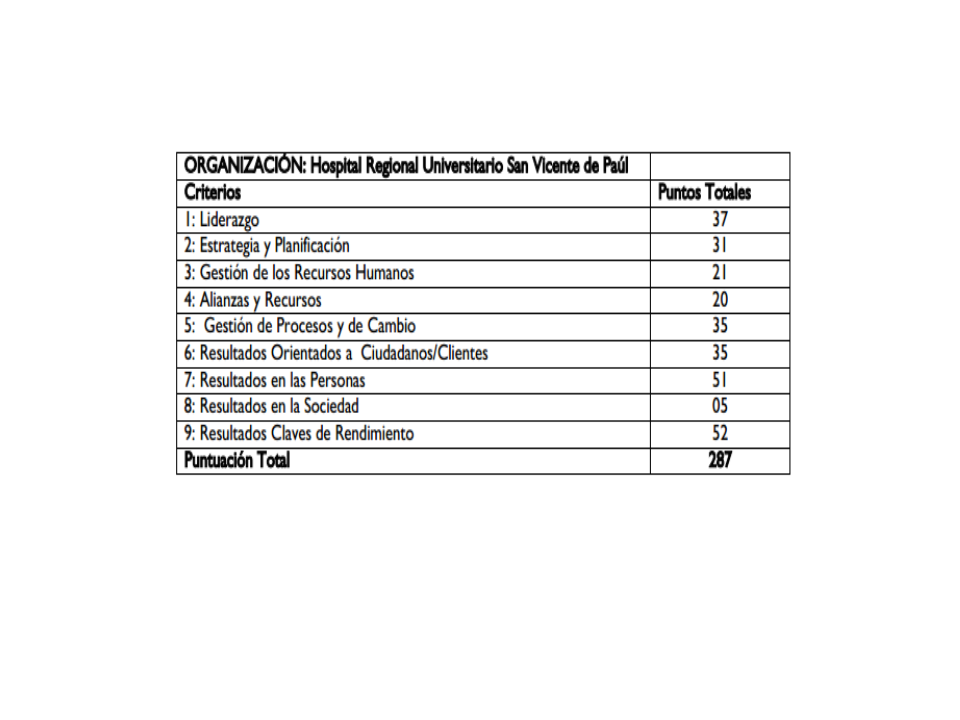 ORGANIZACIÓN: Hospital Regional Universitario San Vicente de Paúl
Criterios Puntos Totales
1: Liderazgo 37
2: Estrategia y Planificación 31
3: Gestión de los Recursos Humanos 21
4: Alianzas y Recursos 20
5: Gestión de Procesos y de Cambio 35
6: Resultados Orientados a Ciudadanos/Clientes 35
7: Resultados en las Personas 51
8: Resultados en la Sociedad 05
9: Resultados Claves de Rendimiento 52
Puntuación Total 287